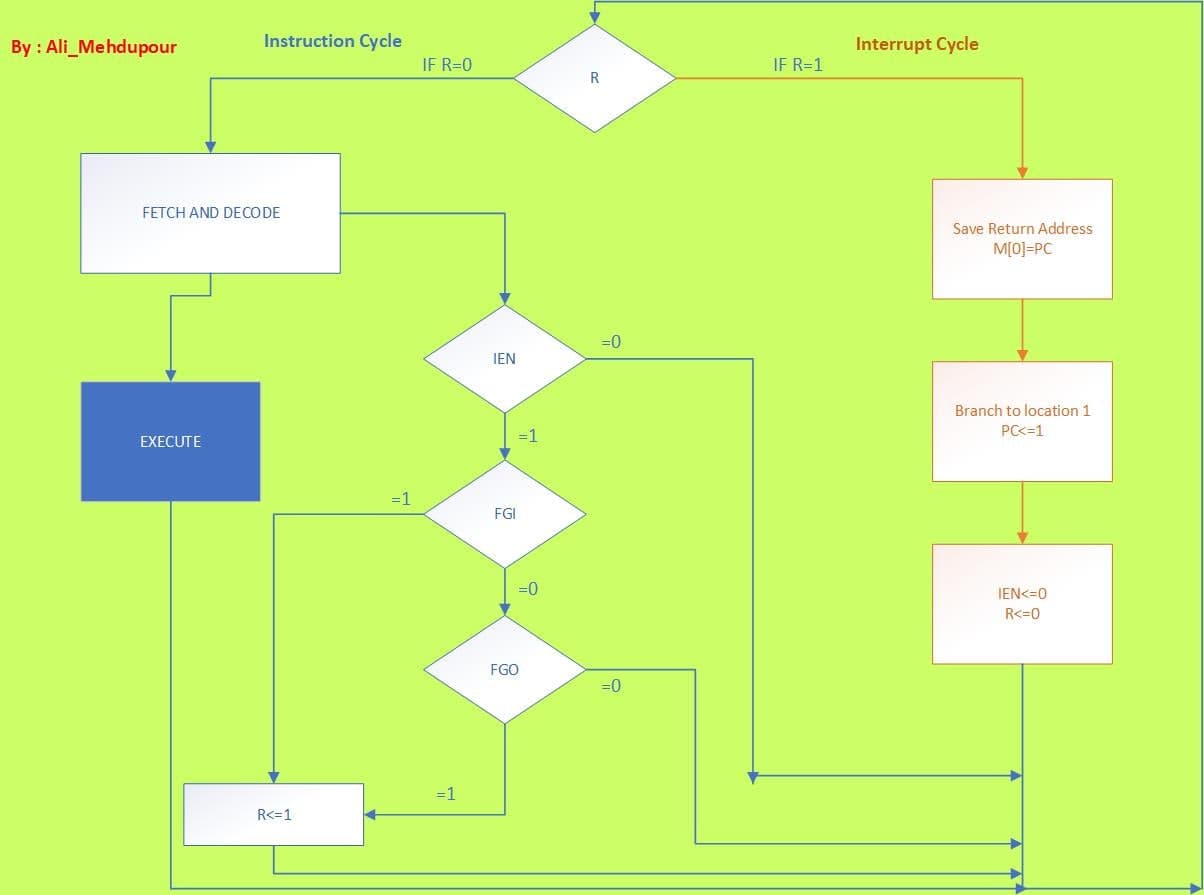 By : Ali_Mehdupour
Instruction Cycle
Interrupt Cycle
IF R=0
IF R=1
R
FETCH AND DECODE
Save Return Address
M[0]=PC
IEN
=0
=1
EXECUTE
Branch to location 1
PC<=1
FGI
=1
=0
IEN<=0
R<=0
FGO
=0
=1
R<=1